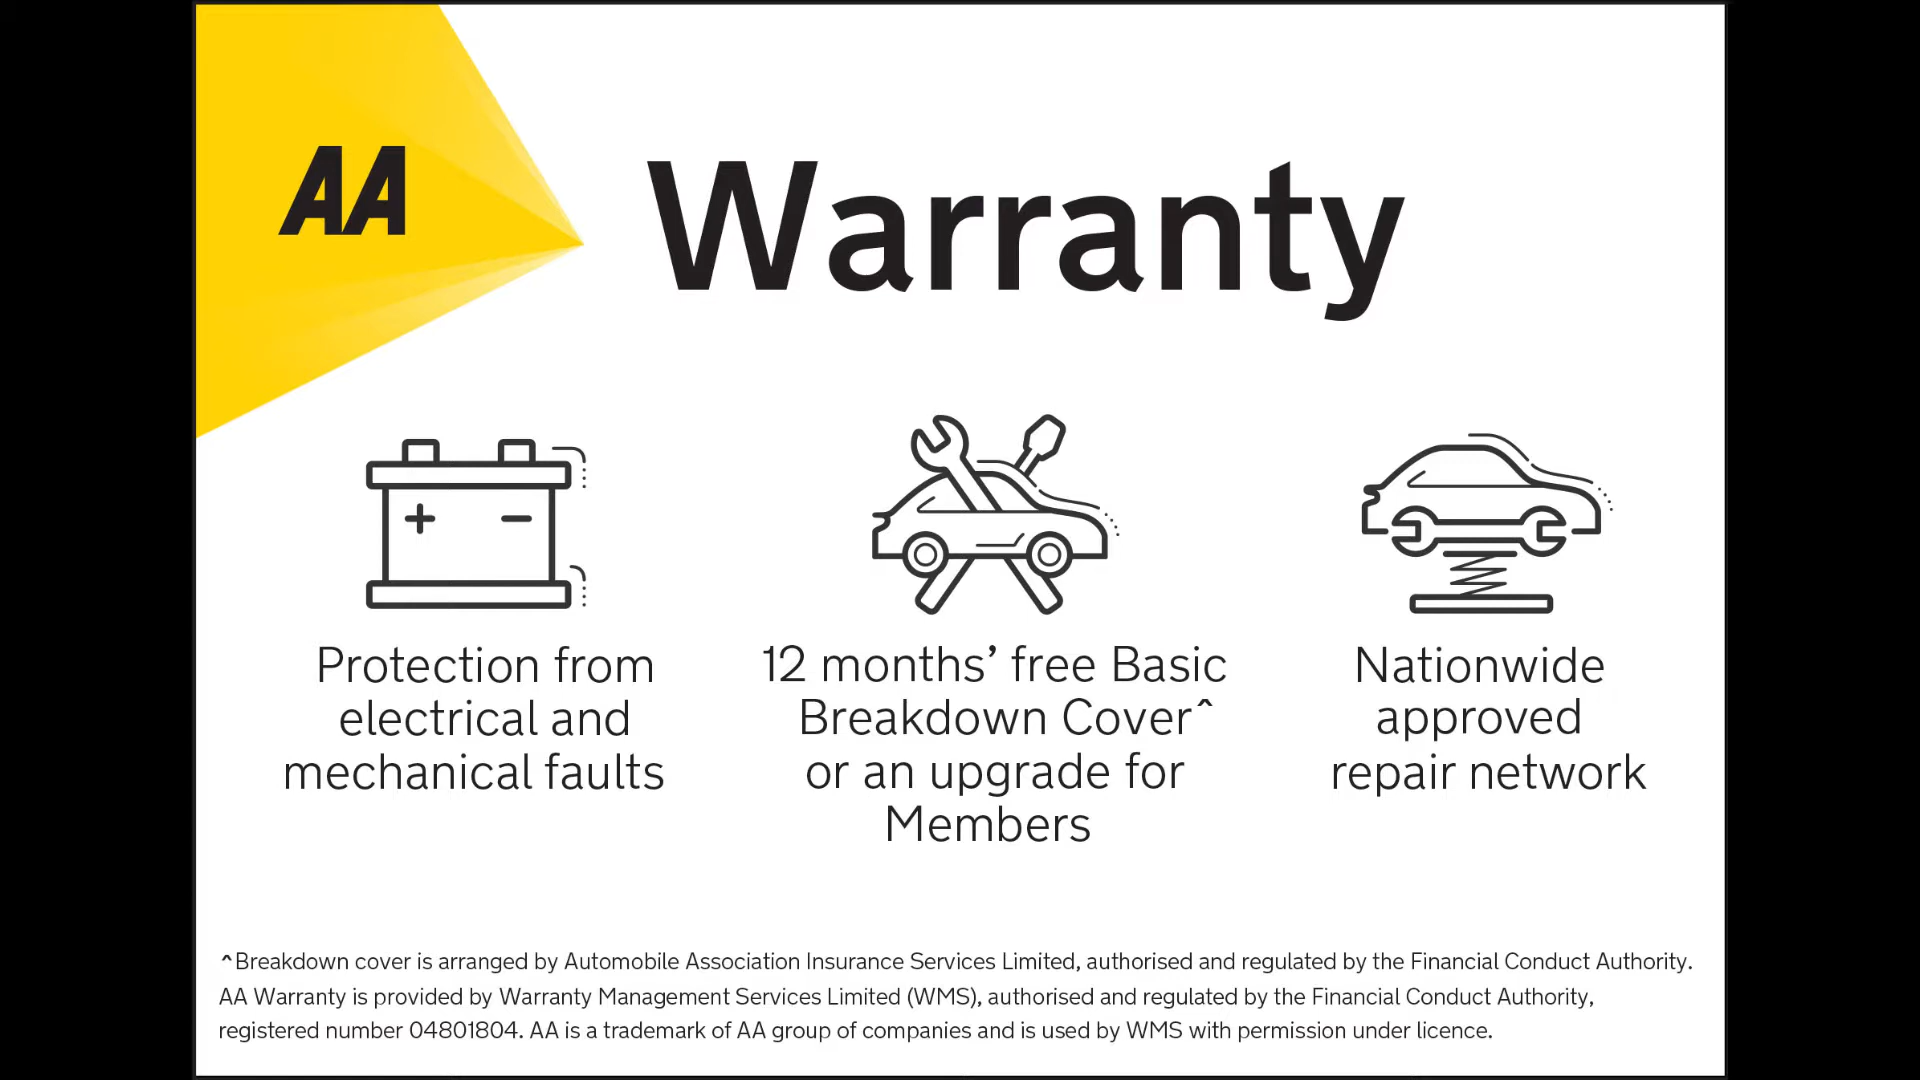 AA
Warranty
+ −
Protection from
electrical and
mechanical faults
12 months’ free Basic
Breakdown Cover^
or an upgrade for
Members
Nationwide
approved
repair network
^Breakdown cover is arranged by Automobile Association Insurance Services Limited, authorised and regulated by the Financial Conduct Authority.
AA Warranty is provided by Warranty Management Services Limited (WMS), authorised and regulated by the Financial Conduct Authority,
registered number 04801804. AA is a trademark of AA group of companies and is used by WMS with permission under licence.